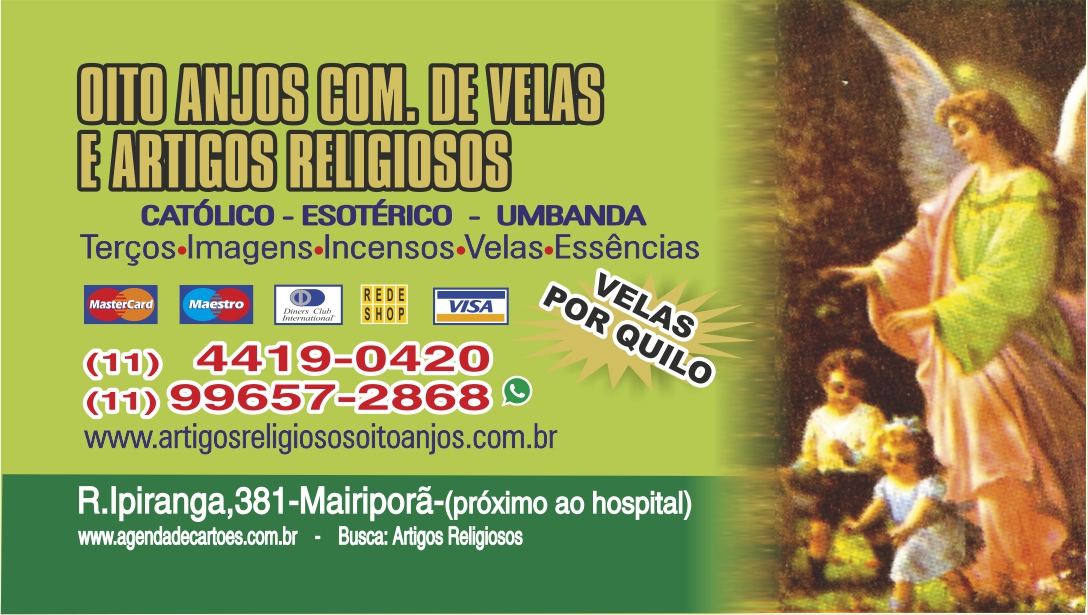 OITO ANJOS COM. DE VELAS
E ARTIGOS RELIGIOSOS
CATÓLICO - ESOTÉRICO - UMBANDA
Terços•Imagens•Incensos•Velas•Essências
MasterCard Maestro Diners Club International REDE SHOP VISA
VELAS
POR QUILO
(11) 4419-0420
(11) 99657-2868
www.artigosreligiososoitoanjos.com.br
R.Ipiranga,381-Mairiporã-(próximo ao hospital)
www.agendadecartoes.com.br - Busca: Artigos Religiosos